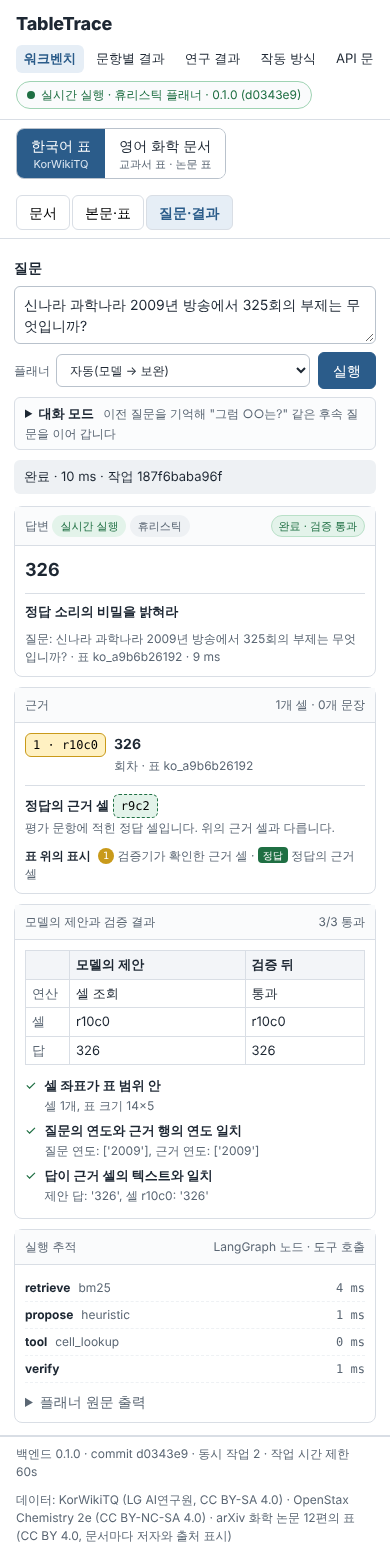 TableTrace
워크벤치 문항별 결과 연구 결과 작동 방식 API 문
실시간 실행 · 휴리스틱 플래너 · 0.1.0 (d0343e9)
한국어 표 영어 화학 문서
KorWikiTQ 교과서 표 · 논문 표
문서 본문·표 질문·결과
질문
신나라 과학나라 2009년 방송에서 325회의 부제는 무
엇입니까?
플래너 자동(모델 → 보완) 실행
▶ 대화 모드 이전 질문을 기억해 "그럼 ○○는?" 같은 후속 질
문을 이어 갑니다
완료 · 10 ms · 작업 187f6baba96f
답변 실시간 실행 휴리스틱 완료 · 검증 통과
326
정답 소리의 비밀을 밝혀라
질문: 신나라 과학나라 2009년 방송에서 325회의 부제는 무엇
입니까? · 표 ko_a9b6b26192 · 9 ms
근거 1개 셀 · 0개 문장
1 · r10c0 326
회차 · 표 ko_a9b6b26192
정답의 근거 셀 r9c2
평가 문항에 적힌 정답 셀입니다. 위의 근거 셀과 다릅니다.
표 위의 표시 1 검증기가 확인한 근거 셀 · 정답 정답의 근거
셀
모델의 제안과 검증 결과 3/3 통과
모델의 제안 검증 뒤
연산 셀 조회 통과
셀 r10c0 r10c0
답 326 326
✓ 셀 좌표가 표 범위 안
셀 1개, 표 크기 14×5
✓ 질문의 연도와 근거 행의 연도 일치
질문 연도: ['2009'], 근거 연도: ['2009']
✓ 답이 근거 셀의 텍스트와 일치
제안 답: '326', 셀 r10c0: '326'
실행 추적 LangGraph 노드 · 도구 호출
retrieve bm25 4 ms
propose heuristic 1 ms
tool cell_lookup 0 ms
verify 1 ms
▶ 플래너 원문 출력
백엔드 0.1.0 · commit d0343e9 · 동시 작업 2 · 작업 시간 제한
60s
데이터: KorWikiTQ (LG AI연구원, CC BY-SA 4.0) · OpenStax
Chemistry 2e (CC BY-NC-SA 4.0) · arXiv 화학 논문 12편의 표
(CC BY 4.0, 문서마다 저자와 출처 표시)